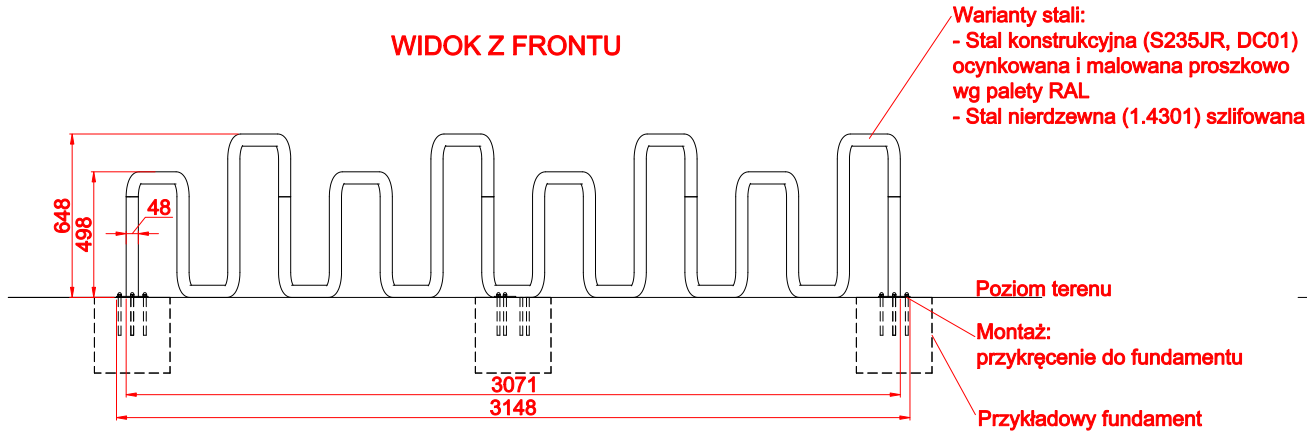 WIDOK Z FRONTU
Warianty stali:
- Stal konstrukcyjna (S235JR, DC01)
ocynkowana i malowana proszkowo
wg palety RAL
- Stal nierdzewna (1.4301) szlifowana
648
498
48
Poziom terenu
Montaż:
przykręcenie do fundamentu
3071
3148
Przykładowy fundament